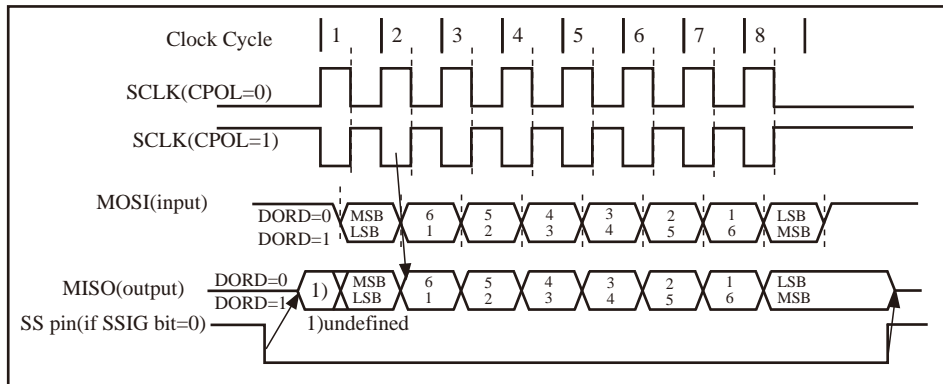 Clock Cycle 1 2 3 4 5 6 7 8
SCLK(CPOL=0)
SCLK(CPOL=1)
MOSI(input)
DORD=0 MSB 6 5 4 3 2 1 LSB
DORD=1 LSB 1 2 3 4 5 6 MSB
MISO(output)
DORD=0 1) MSB 6 5 4 3 2 1 LSB
DORD=1 LSB 1 2 3 4 5 6 MSB
SS pin(if SSIG bit=0) 1)undefined